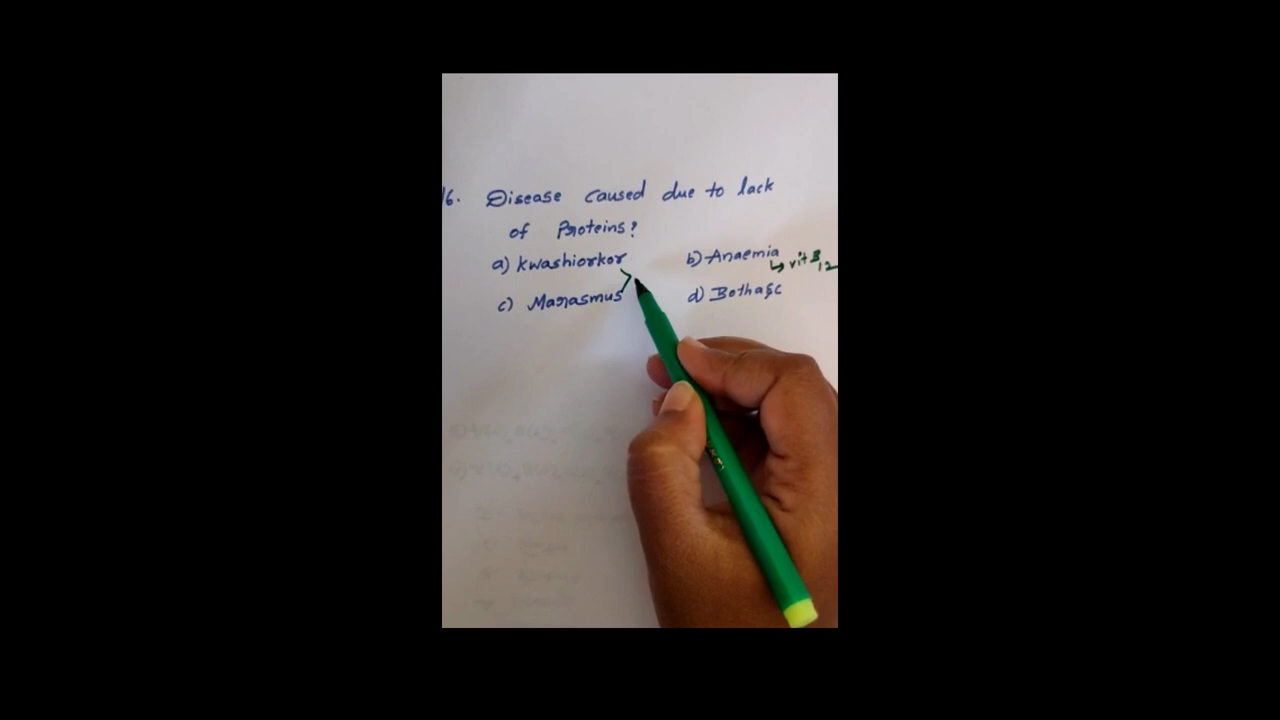 16. Disease caused due to lack
of Proteins?
a) Kwashiorkor b) Anaemia
↳ vit B12
c) Marasmus d) Both a & c